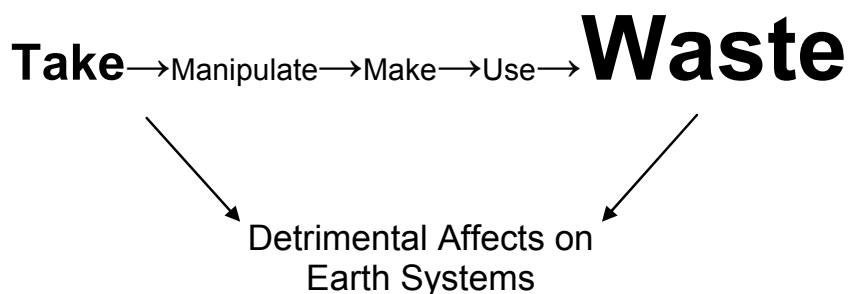 Take→Manipulate→Make→Use→Waste
Detrimental Affects on
Earth Systems